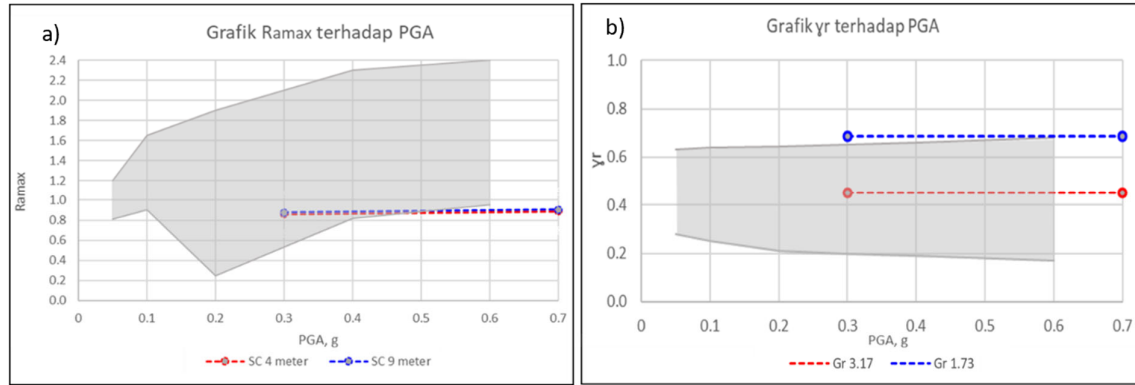 a)
Grafik Ramax terhadap PGA
2.4
2.2
2.0
1.8
1.6
1.4
1.2
1.0
0.8
0.6
0.4
0.2
0.0
Ramax
0 0.1 0.2 0.3 0.4 0.5 0.6 0.7
PGA, g
SC 4 meter SC 9 meter
b)
Grafik ɣr terhadap PGA
1.0
0.8
0.6
0.4
0.2
0.0
ɣr
0 0.1 0.2 0.3 0.4 0.5 0.6 0.7
PGA, g
Gr 3.17 Gr 1.73